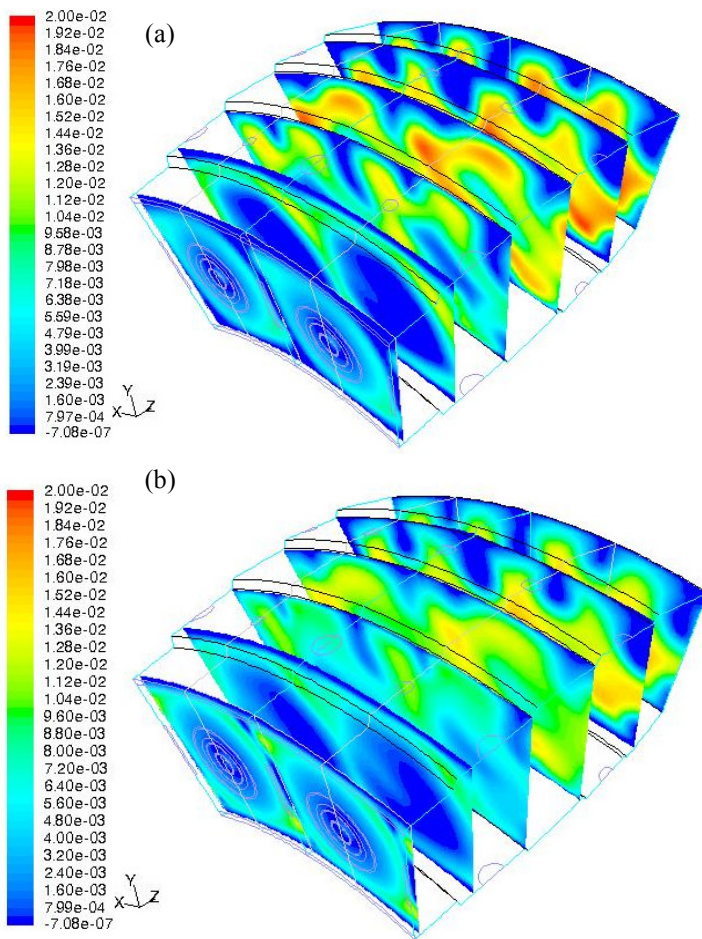 (a)
2.00e-02
1.92e-02
1.84e-02
1.76e-02
1.68e-02
1.60e-02
1.52e-02
1.44e-02
1.36e-02
1.28e-02
1.20e-02
1.12e-02
1.04e-02
9.58e-03
8.78e-03
7.98e-03
7.18e-03
6.38e-03
5.59e-03
4.79e-03
3.99e-03
3.19e-03
2.39e-03
1.60e-03
7.97e-04
-7.08e-07
Y
X Z
(b)
2.00e-02
1.92e-02
1.84e-02
1.76e-02
1.68e-02
1.60e-02
1.52e-02
1.44e-02
1.36e-02
1.28e-02
1.20e-02
1.12e-02
1.04e-02
9.60e-03
8.80e-03
8.00e-03
7.20e-03
6.40e-03
5.60e-03
4.80e-03
4.00e-03
3.20e-03
2.40e-03
1.60e-03
7.99e-04
-7.08e-07
Y
X Z